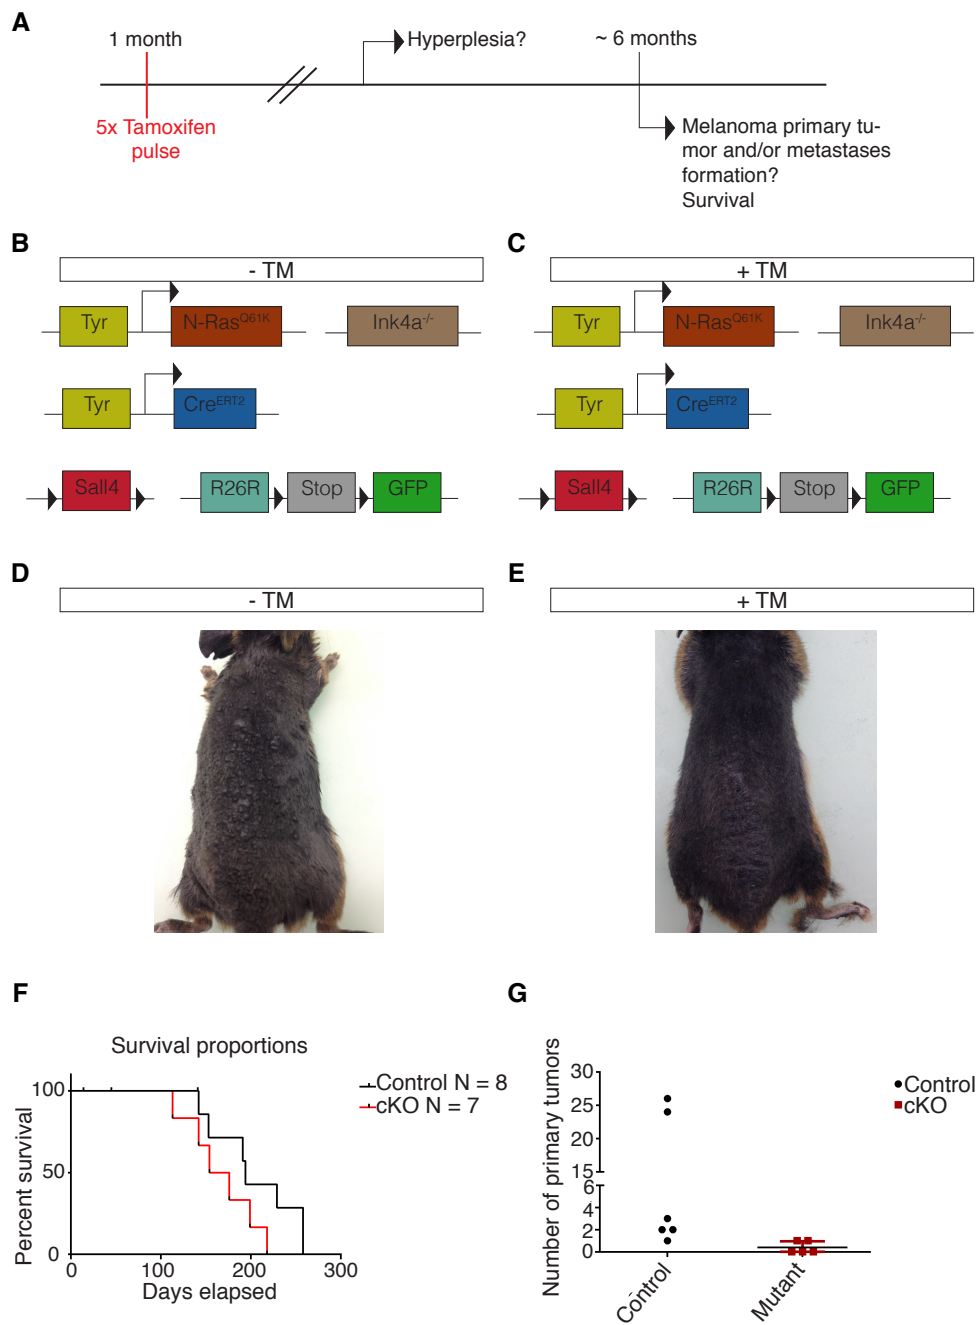 A
1 month
Hyperplesia?
~ 6 months
5x Tamoxifen
pulse
Melanoma primary tu-
mor and/or metastases
formation?
Survival
B
- TM
Tyr
N-Ras^Q61K
Ink4a^-/-
Tyr
Cre^ERT2
Sall4
R26R
Stop
GFP
C
+ TM
Tyr
N-Ras^Q61K
Ink4a^-/-
Tyr
Cre^ERT2
Sall4
R26R
Stop
GFP
D
- TM
E
+ TM
F
Survival proportions
Percent survival
100
50
0
0 100 200 300
Days elapsed
Control N = 8
cKO N = 7
G
Number of primary tumors
30
25
20
15
6
4
2
0
Control
Mutant
Control
cKO